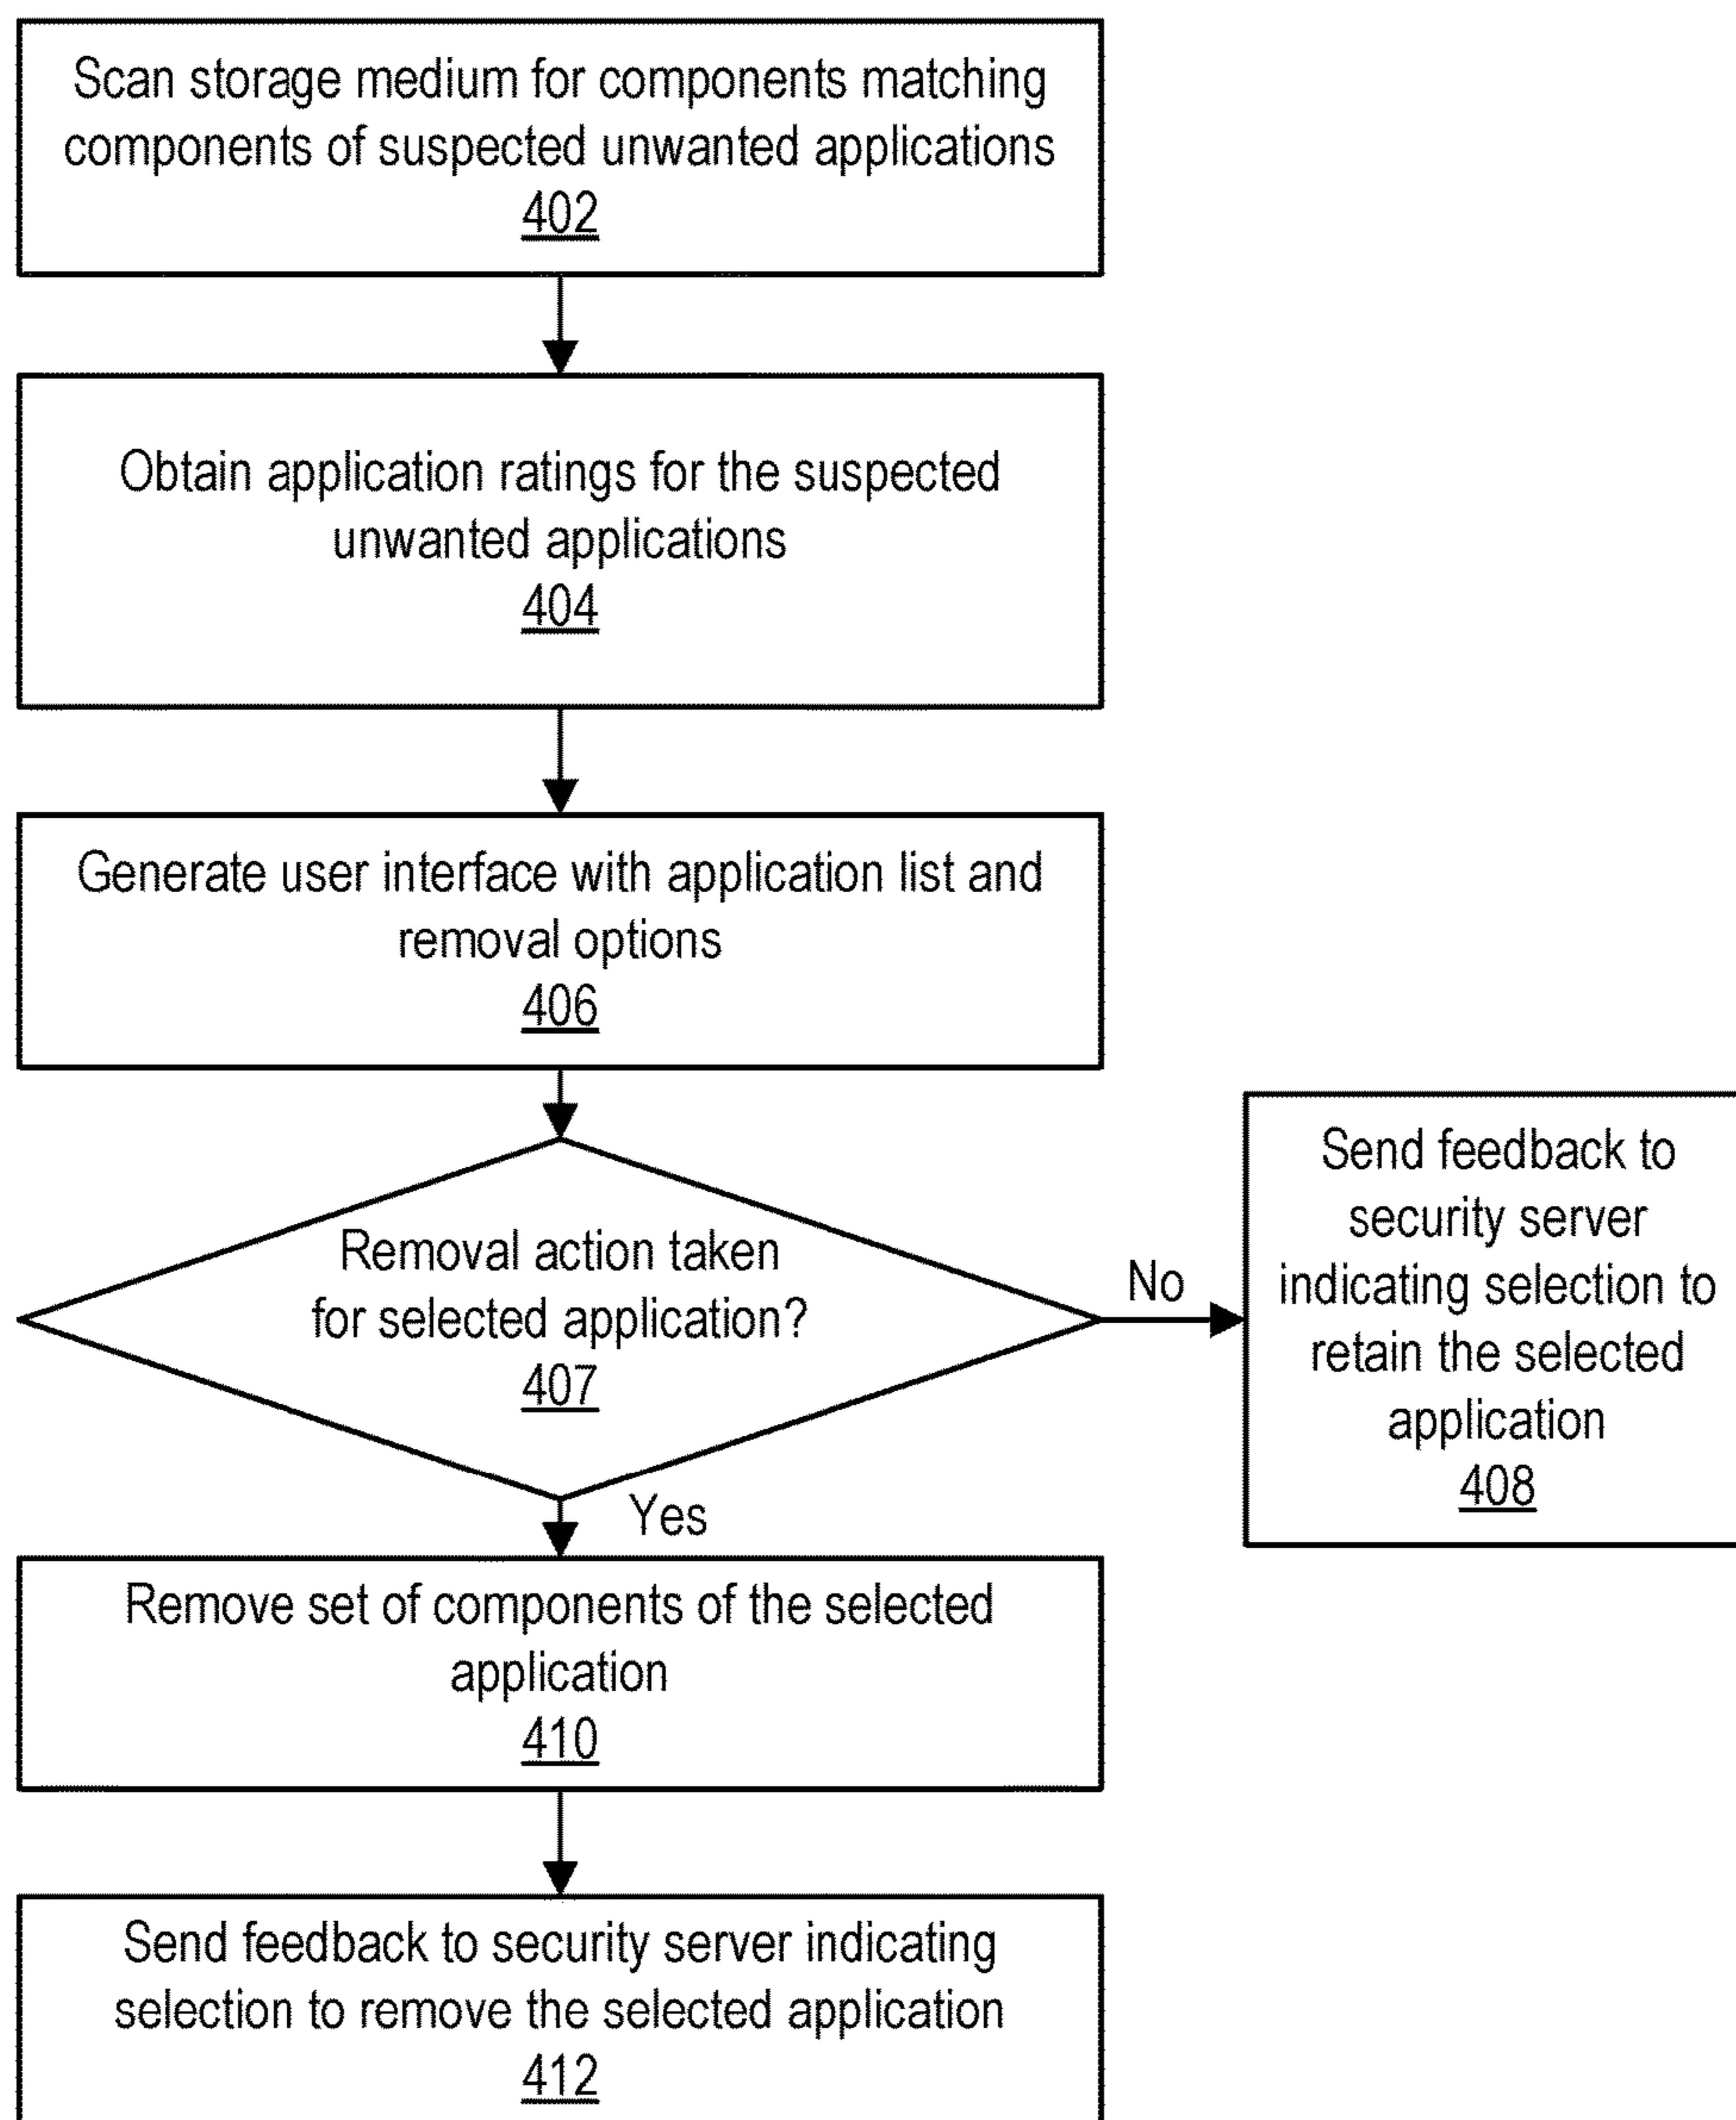 Scan storage medium for components matching
components of suspected unwanted applications
402
Obtain application ratings for the suspected
unwanted applications
404
Generate user interface with application list and
removal options
406
Removal action taken
for selected application?
407
No
Send feedback to
security server
indicating selection to
retain the selected
application
408
Yes
Remove set of components of the selected
application
410
Send feedback to security server indicating
selection to remove the selected application
412